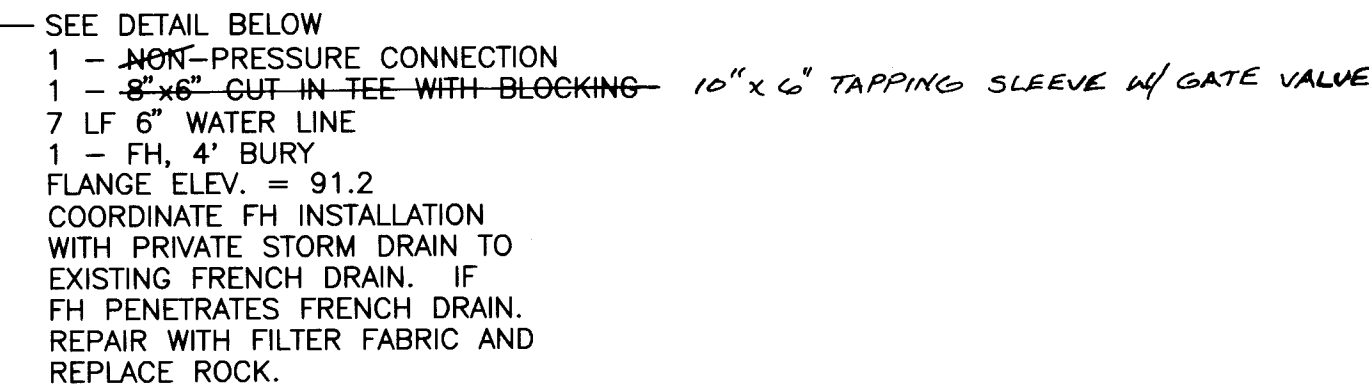 — SEE DETAIL BELOW
1 – NON-PRESSURE CONNECTION
1 – 8"x6" CUT IN TEE WITH BLOCKING 10" x 6" TAPPING SLEEVE W/ GATE VALUE
7 LF 6" WATER LINE
1 – FH, 4' BURY
FLANGE ELEV. = 91.2
COORDINATE FH INSTALLATION
WITH PRIVATE STORM DRAIN TO
EXISTING FRENCH DRAIN. IF
FH PENETRATES FRENCH DRAIN.
REPAIR WITH FILTER FABRIC AND
REPLACE ROCK.